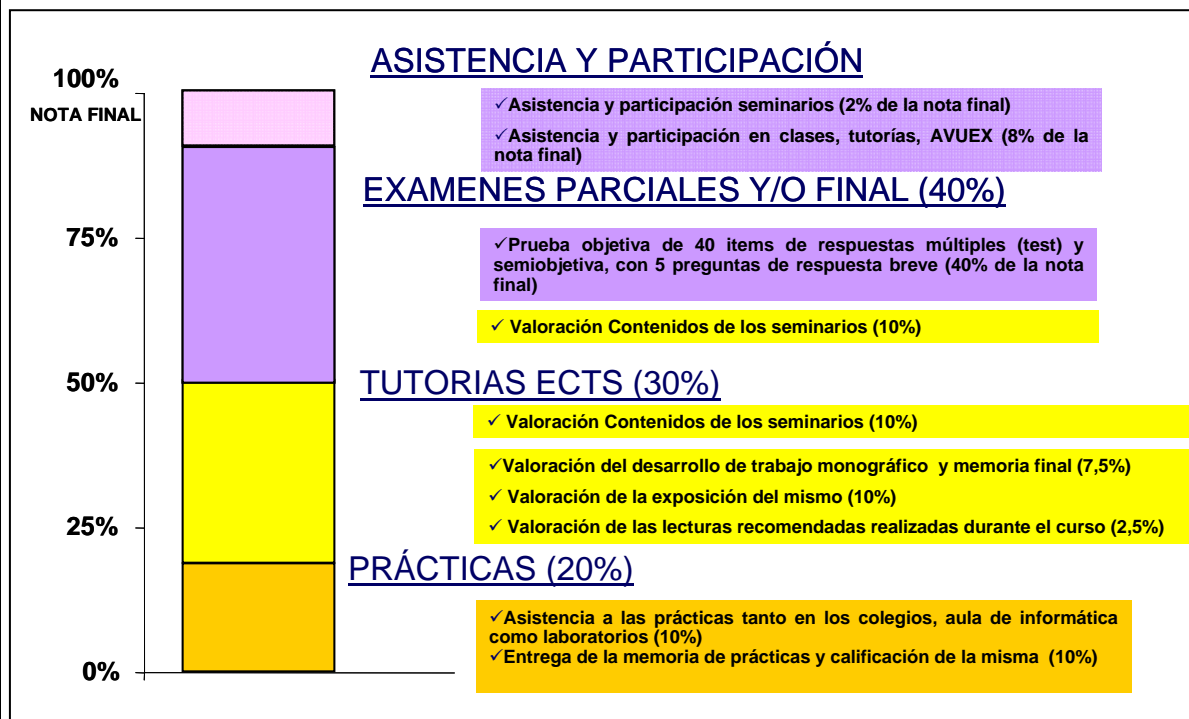 ASISTENCIA Y PARTICIPACIÓN
100%
NOTA FINAL
✓Asistencia y participación seminarios (2% de la nota final)
✓Asistencia y participación en clases, tutorías, AVUEX (8% de la
nota final)
EXAMENES PARCIALES Y/O FINAL (40%)
75%
✓Prueba objetiva de 40 items de respuestas múltiples (test) y
semiobjetiva, con 5 preguntas de respuesta breve (40% de la nota
final)
✓ Valoración Contenidos de los seminarios (10%)
50%
TUTORIAS ECTS (30%)
✓ Valoración Contenidos de los seminarios (10%)
✓Valoración del desarrollo de trabajo monográfico y memoria final (7,5%)
✓ Valoración de la exposición del mismo (10%)
25%
✓ Valoración de las lecturas recomendadas realizadas durante el curso (2,5%)
PRÁCTICAS (20%)
✓Asistencia a las prácticas tanto en los colegios, aula de informática
como laboratorios (10%)
✓Entrega de la memoria de prácticas y calificación de la misma (10%)
0%